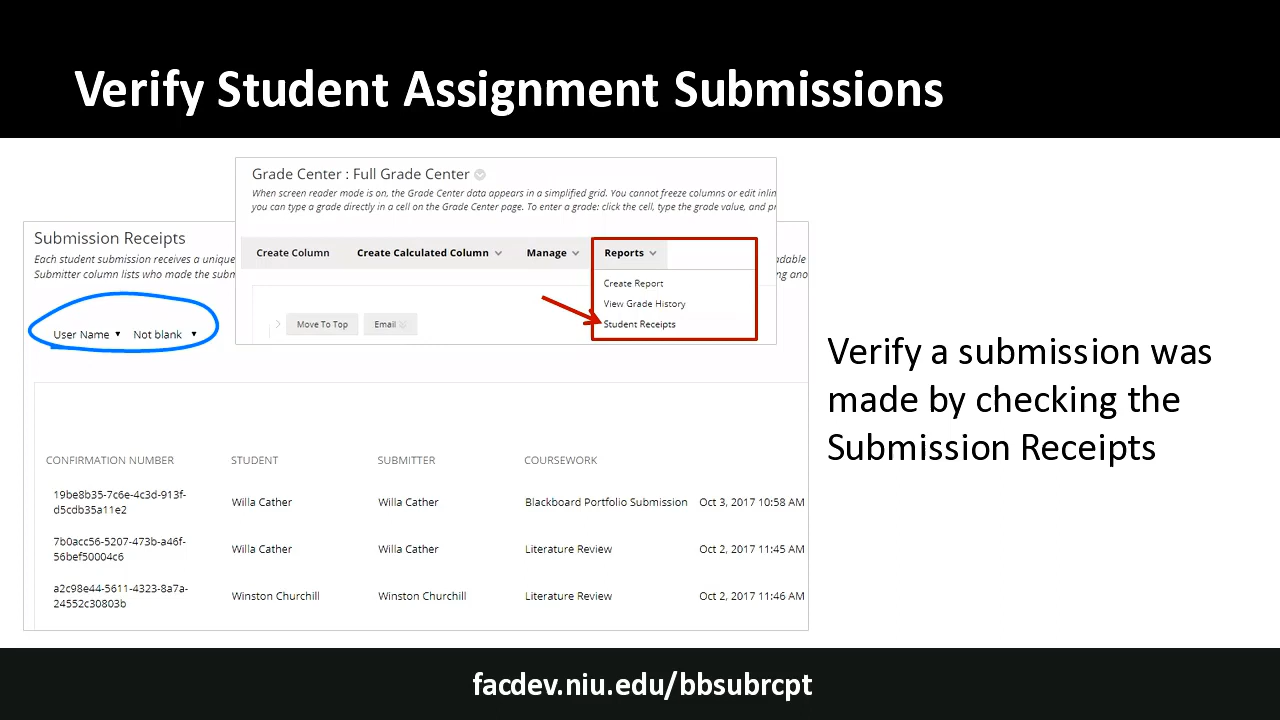 Verify Student Assignment Submissions
Grade Center : Full Grade Center
When screen reader mode is on, the Grade Center data appears in a simplified grid. You cannot freeze columns or edit inlin
you can type a grade directly in a cell on the Grade Center page. To enter a grade: click the cell, type the grade value, and pr
Create Column Create Calculated Column Manage Reports
Create Report
View Grade History
Student Receipts
Move To Top Email
Submission Receipts
Each student submission receives a unique
Submitter column lists who made the subm
User Name Not blank
CONFIRMATION NUMBER STUDENT SUBMITTER COURSEWORK
19be8b35-7c6e-4c3d-913f-
d5cdb35a11e2
Willa Cather Willa Cather Blackboard Portfolio Submission Oct 3, 2017 10:58 AM
7b0acc56-5207-473b-a46f-
56bef50004c6
Willa Cather Willa Cather Literature Review Oct 2, 2017 11:45 AM
a2c98e44-5611-4323-8a7a-
24552c30803b
Winston Churchill Winston Churchill Literature Review Oct 2, 2017 11:46 AM
Verify a submission was
made by checking the
Submission Receipts
facdev.niu.edu/bbsubrcpt